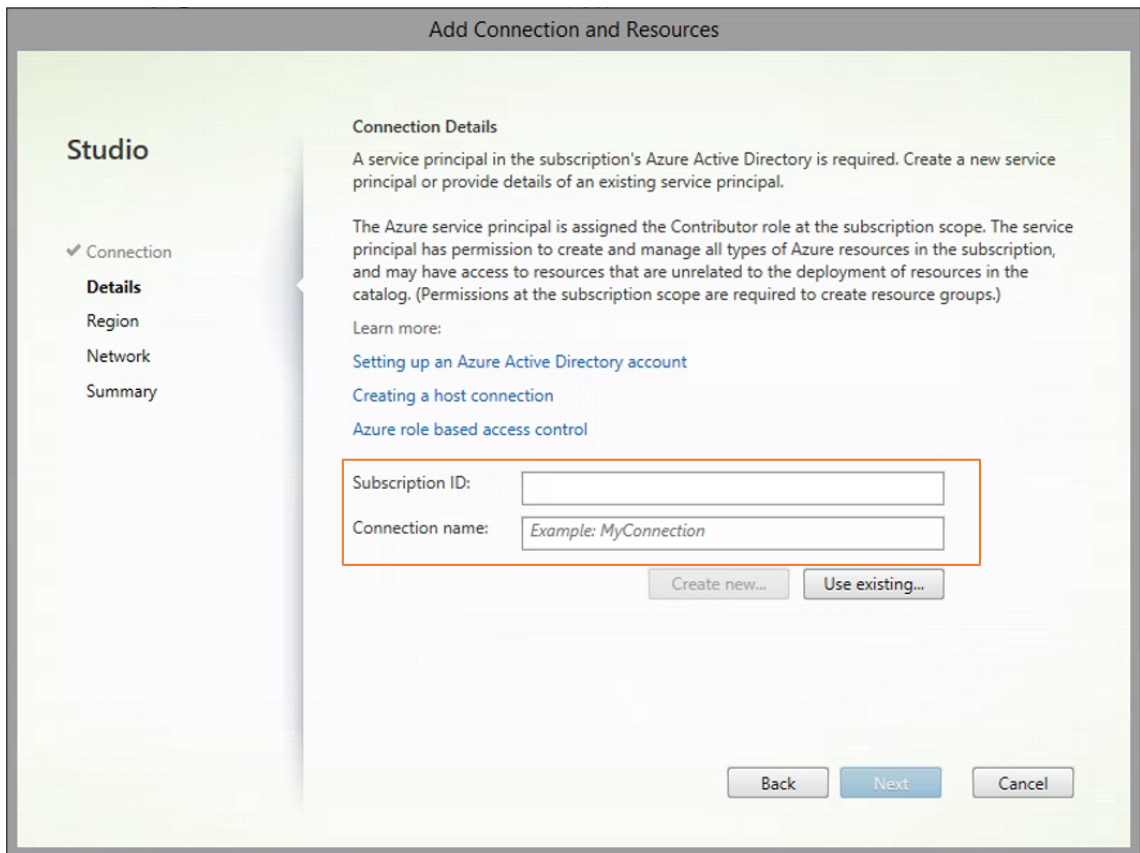 Add Connection and Resources
Studio
Connection
Details
Region
Network
Summary
Connection Details
A service principal in the subscription's Azure Active Directory is required. Create a new service
principal or provide details of an existing service principal.
The Azure service principal is assigned the Contributor role at the subscription scope. The service
principal has permission to create and manage all types of Azure resources in the subscription,
and may have access to resources that are unrelated to the deployment of resources in the
catalog. (Permissions at the subscription scope are required to create resource groups.)
Learn more:
Setting up an Azure Active Directory account
Creating a host connection
Azure role based access control
Subscription ID:
Connection name: Example: MyConnection
Create new... Use existing...
Back Next Cancel